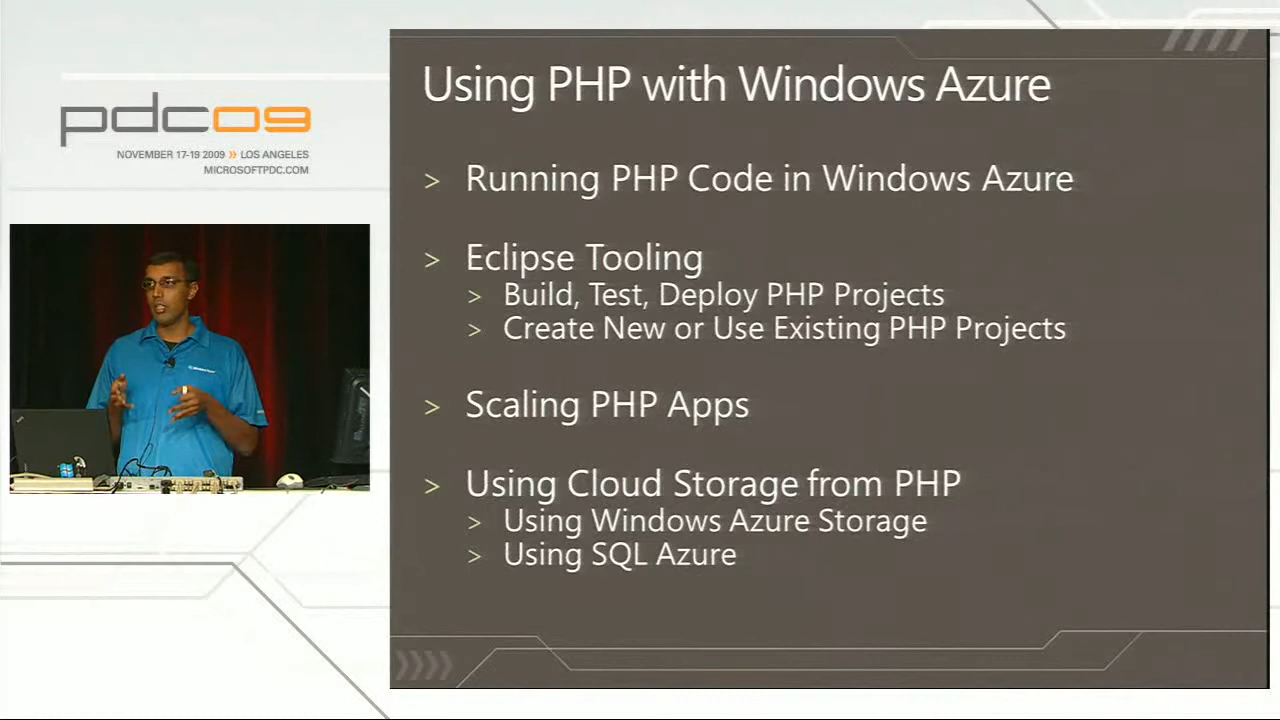 pdc09
NOVEMBER 17-19 2009 » LOS ANGELES
MICROSOFTPDC.COM
Using PHP with Windows Azure
> Running PHP Code in Windows Azure
> Eclipse Tooling
> Build, Test, Deploy PHP Projects
> Create New or Use Existing PHP Projects
> Scaling PHP Apps
> Using Cloud Storage from PHP
> Using Windows Azure Storage
> Using SQL Azure